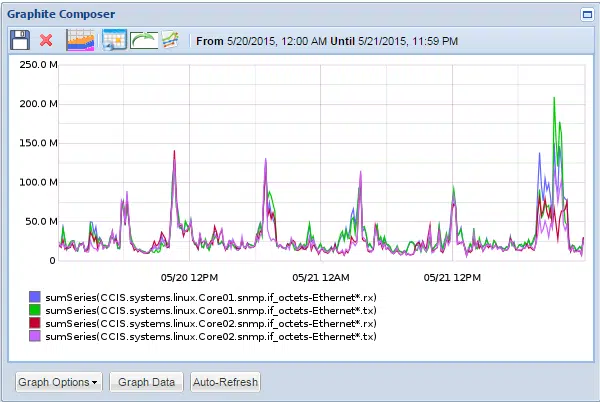 Graphite Composer
From 5/20/2015, 12:00 AM Until 5/21/2015, 11:59 PM
250.0 M
200.0 M
150.0 M
100.0 M
50.0 M
0
05/20 12PM 05/21 12AM 05/21 12PM
sumSeries(CCIS.systems.linux.Core01.snmp.if_octets-Ethernet*.rx)
sumSeries(CCIS.systems.linux.Core01.snmp.if_octets-Ethernet*.tx)
sumSeries(CCIS.systems.linux.Core02.snmp.if_octets-Ethernet*.rx)
sumSeries(CCIS.systems.linux.Core02.snmp.if_octets-Ethernet*.tx)
Graph Options Graph Data Auto-Refresh